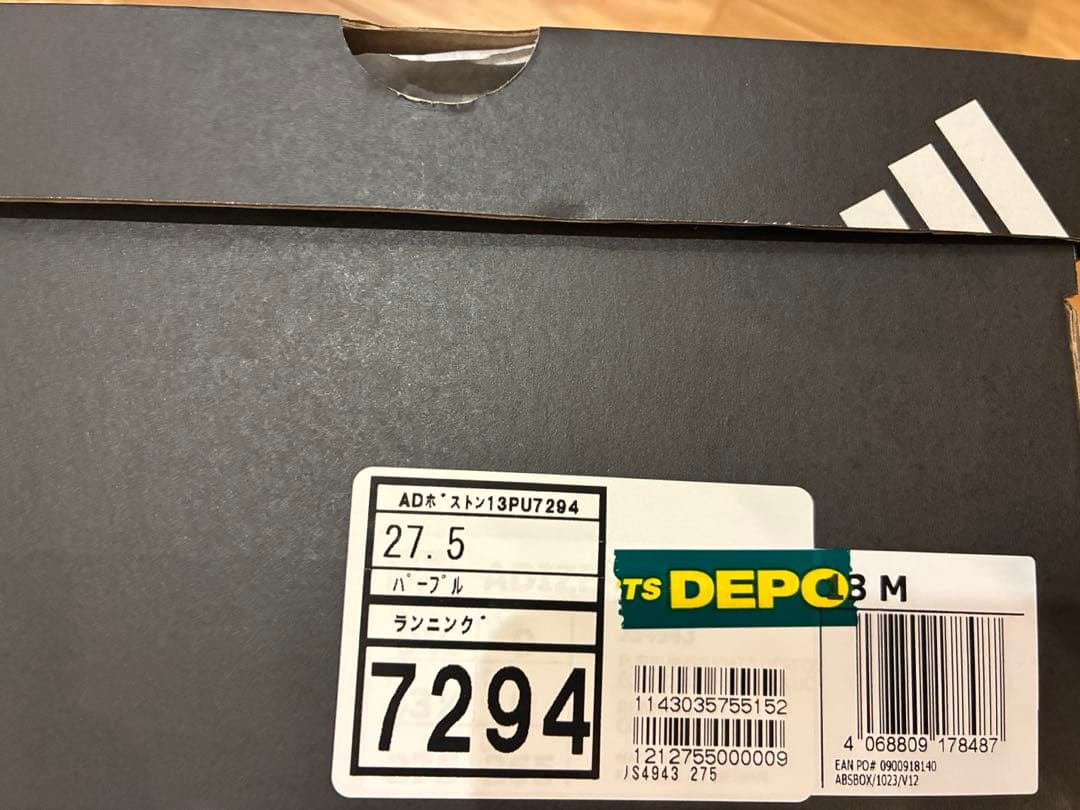 ADボストン13PU7294
27.5
パープル
ランニング
7294
TS DEPO
13 M
1143035755152
1212755000009
JS4943 275
4 068809 178487
EAN PO# 0900918140
ABSBOX/1023/V12